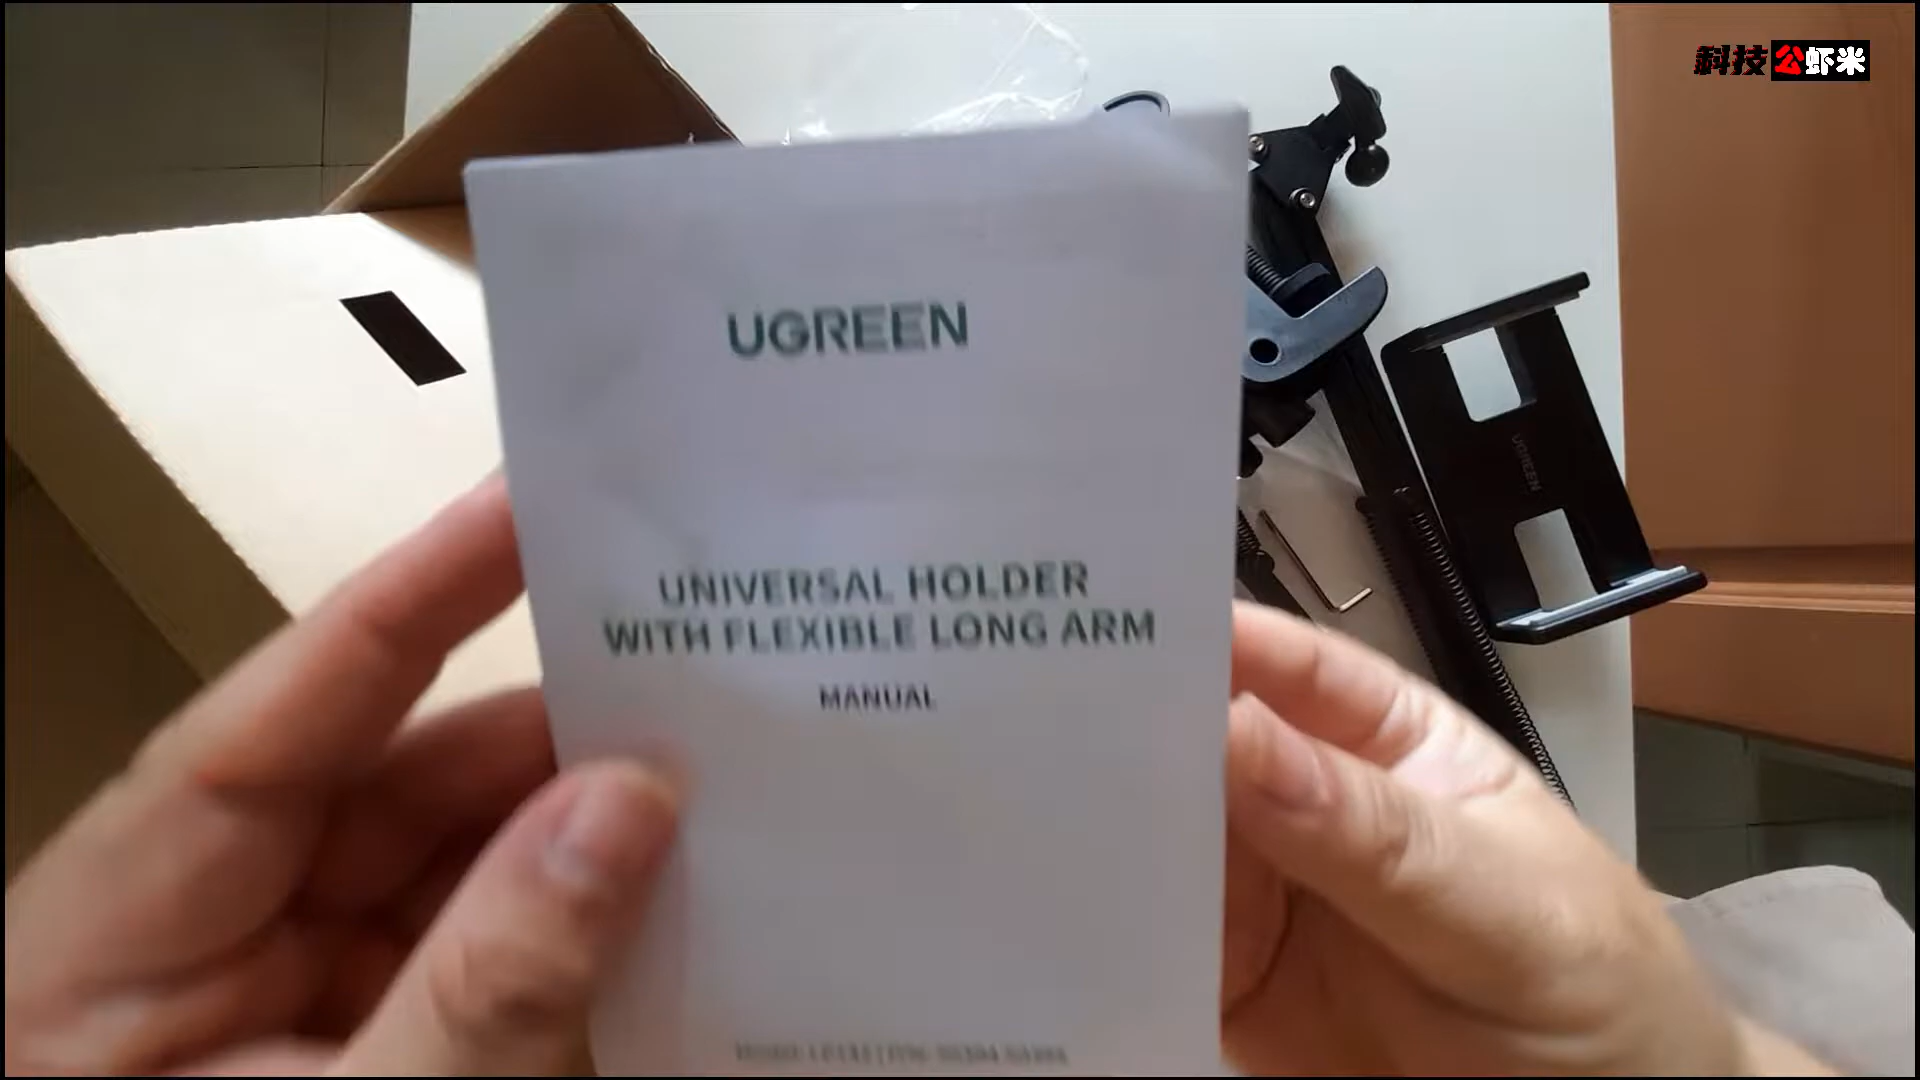 科技公虾米
UGREEN
UNIVERSAL HOLDER
WITH FLEXIBLE LONG ARM
MANUAL
UGREEN